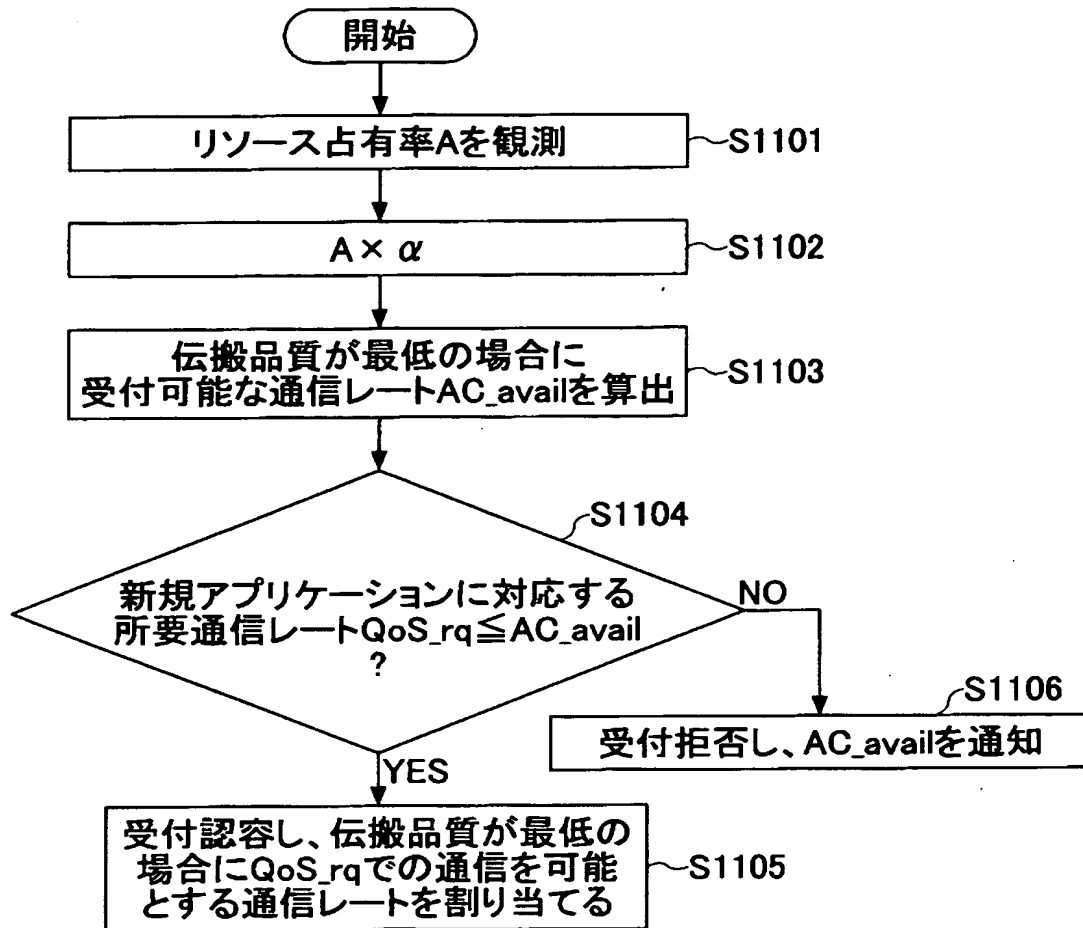 開始
リソース占有率Aを観測
S1101
A×α
S1102
伝搬品質が最低の場合に
受付可能な通信レートAC_availを算出
S1103
S1104
新規アプリケーションに対応する
所要通信レートQoS_rq≦AC_avail
?
NO
S1106
受付拒否し、AC_availを通知
YES
受付認容し、伝搬品質が最低の
場合にQoS_rqでの通信を可能
とする通信レートを割り当てる
S1105